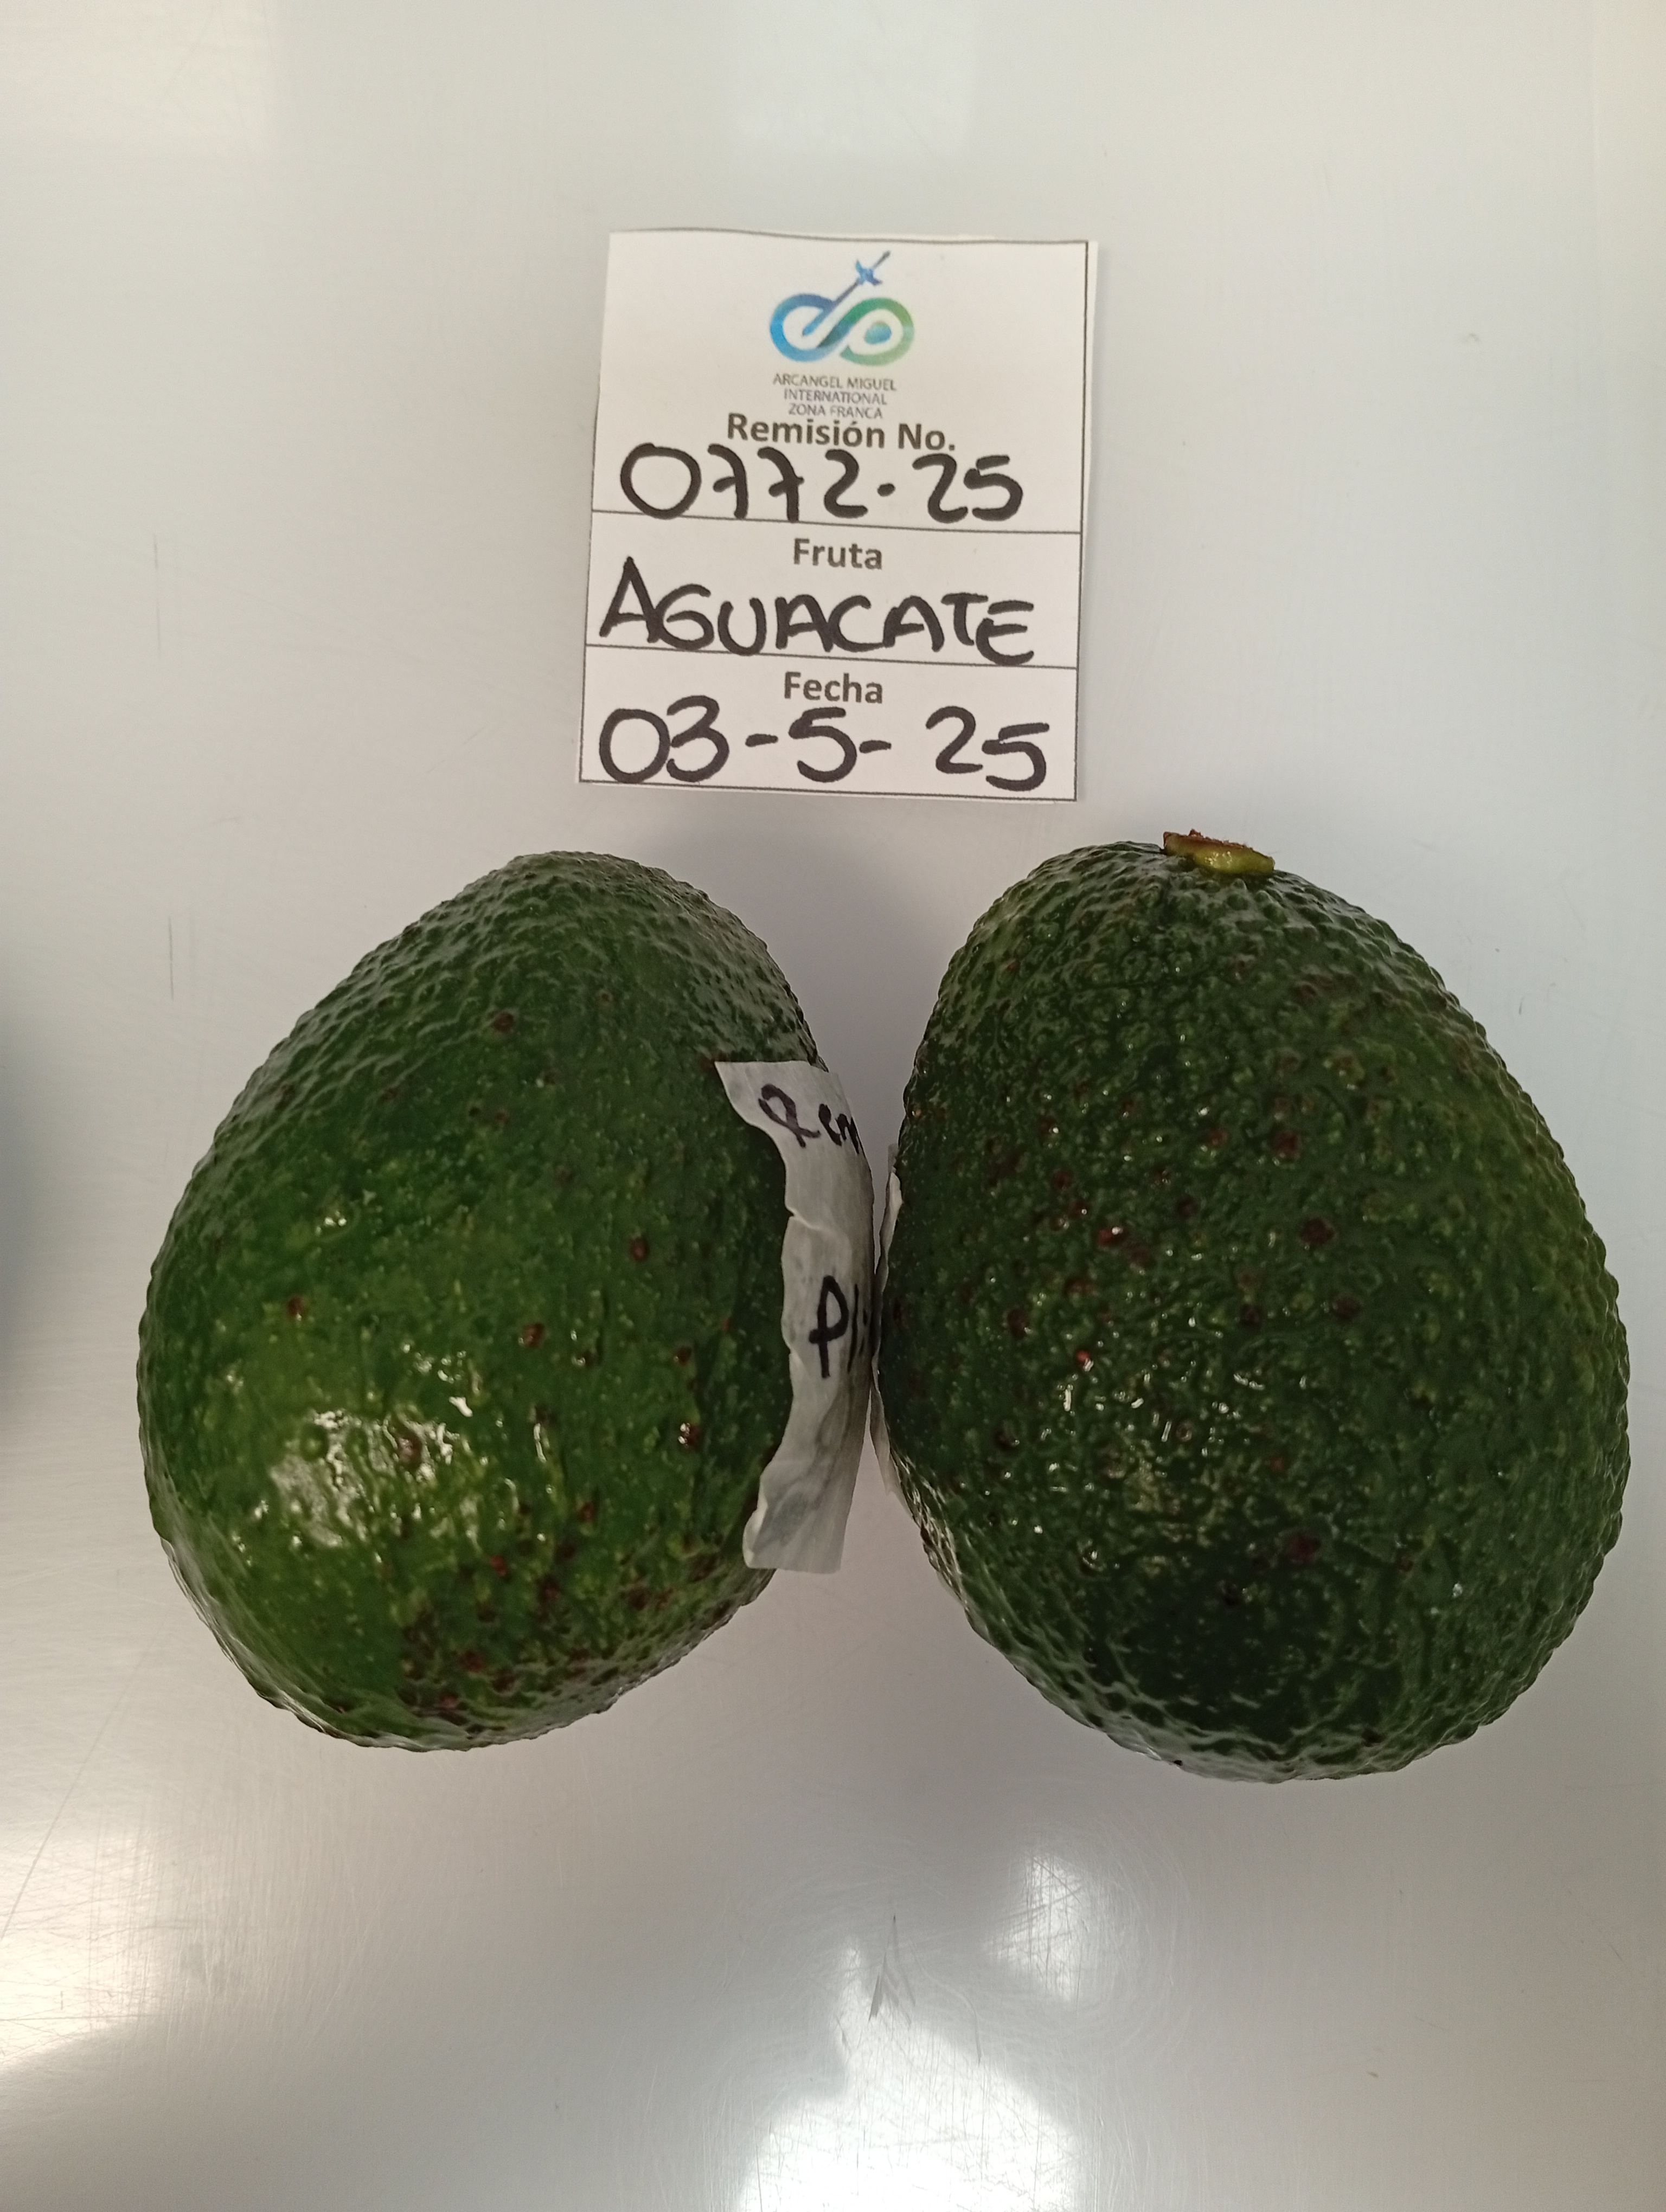 ARCANGEL MIGUEL
INTERNATIONAL
ZONA FRANCA
Remisión No.
0772-25
Fruta
AGUACATE
Fecha
03-5-25